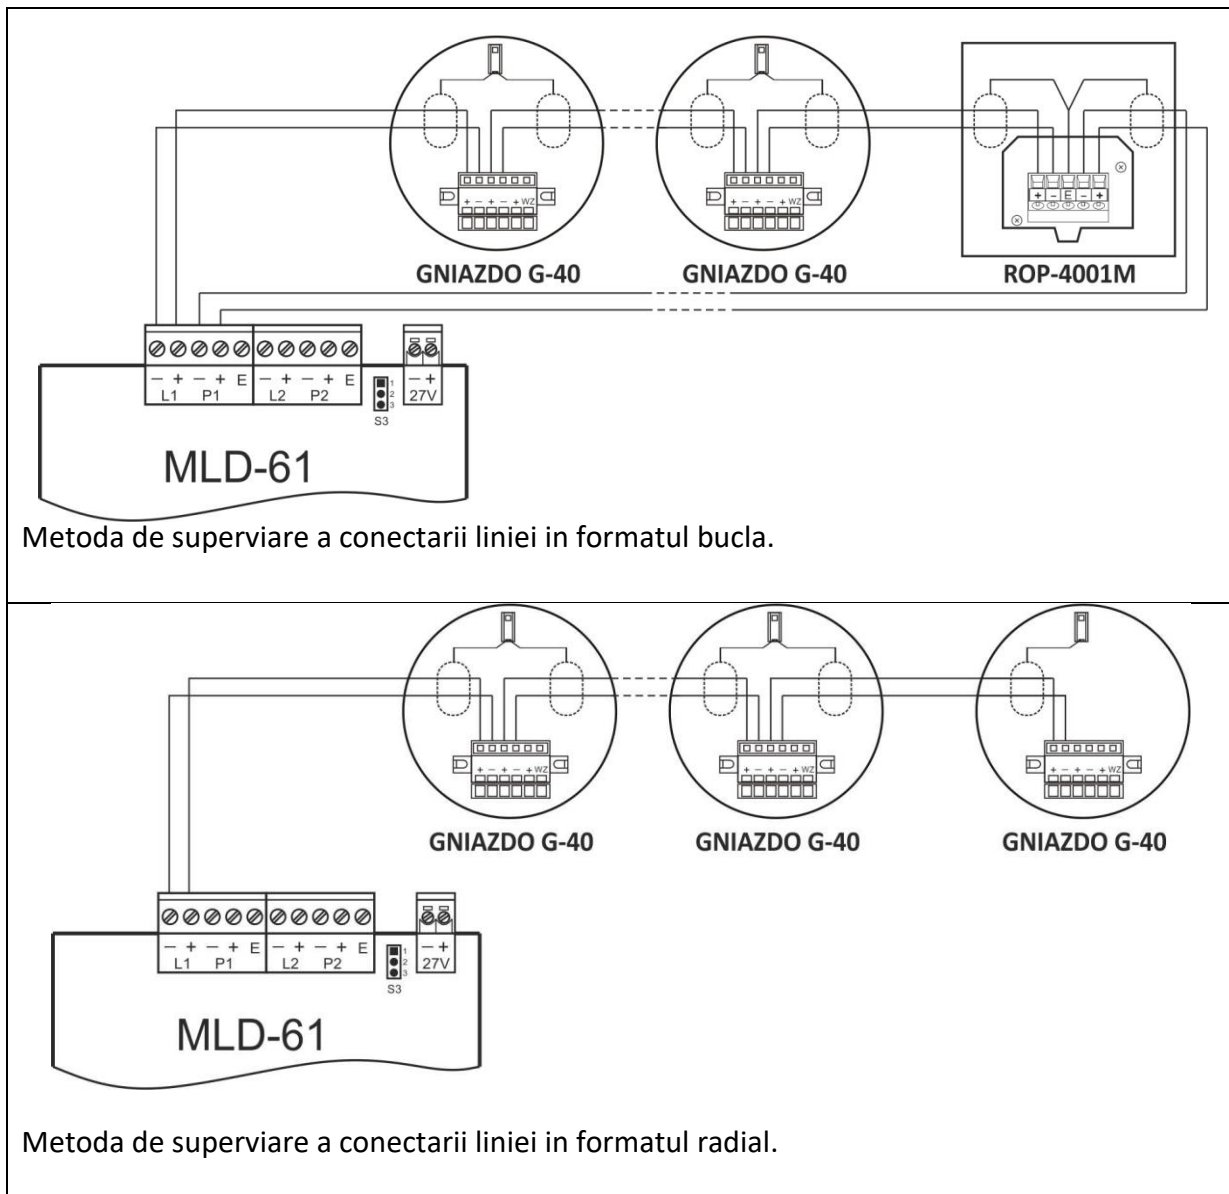 + − + − + WZ
+ − + − + WZ
+ − E − +
GNIAZDO G-40
GNIAZDO G-40
ROP-4001M
− + − + E − + − + E
L1 P1 L2 P2
1
2
3
S3
− +
27V
MLD-61
Metoda de superviare a conectarii liniei in formatul bucla.
+ − + − + WZ
+ − + − + WZ
+ − + − + WZ
GNIAZDO G-40
GNIAZDO G-40
GNIAZDO G-40
− + − + E − + − + E
L1 P1 L2 P2
1
2
3
S3
− +
27V
MLD-61
Metoda de superviare a conectarii liniei in formatul radial.